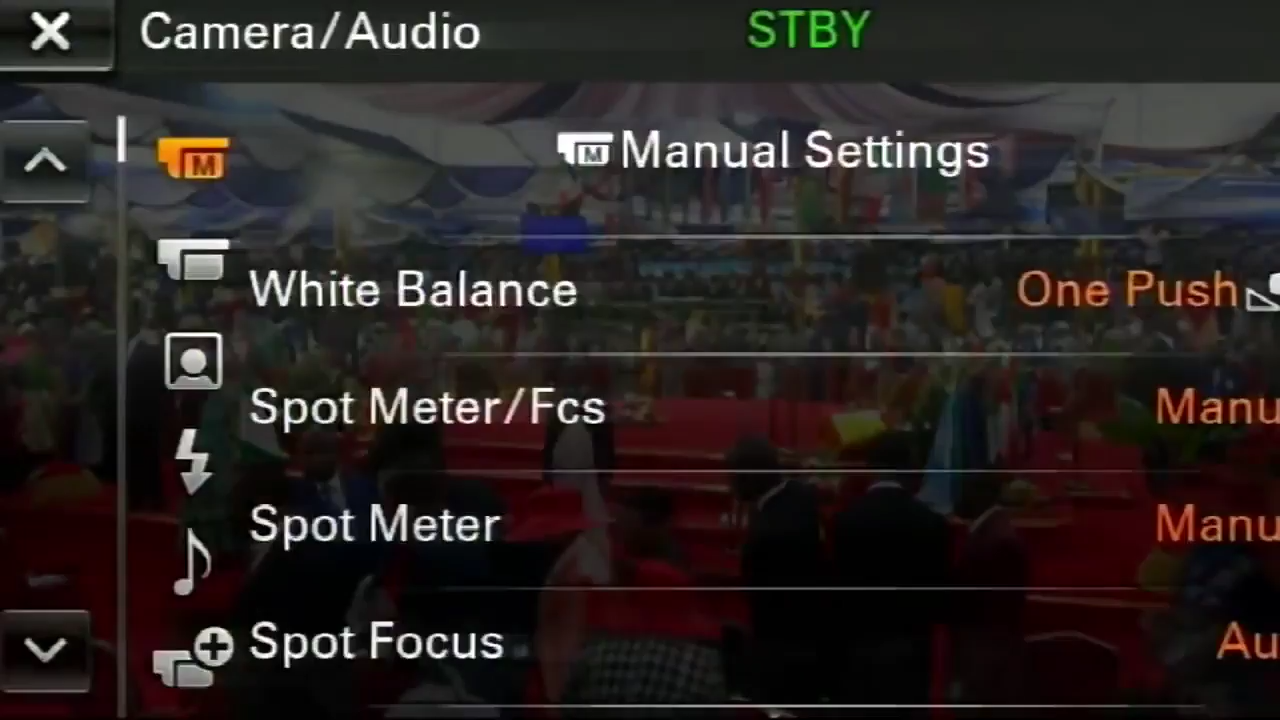 Camera/Audio STBY
M Manual Settings
White Balance One Push
Spot Meter/Fcs Manu
Spot Meter Manu
Spot Focus Au